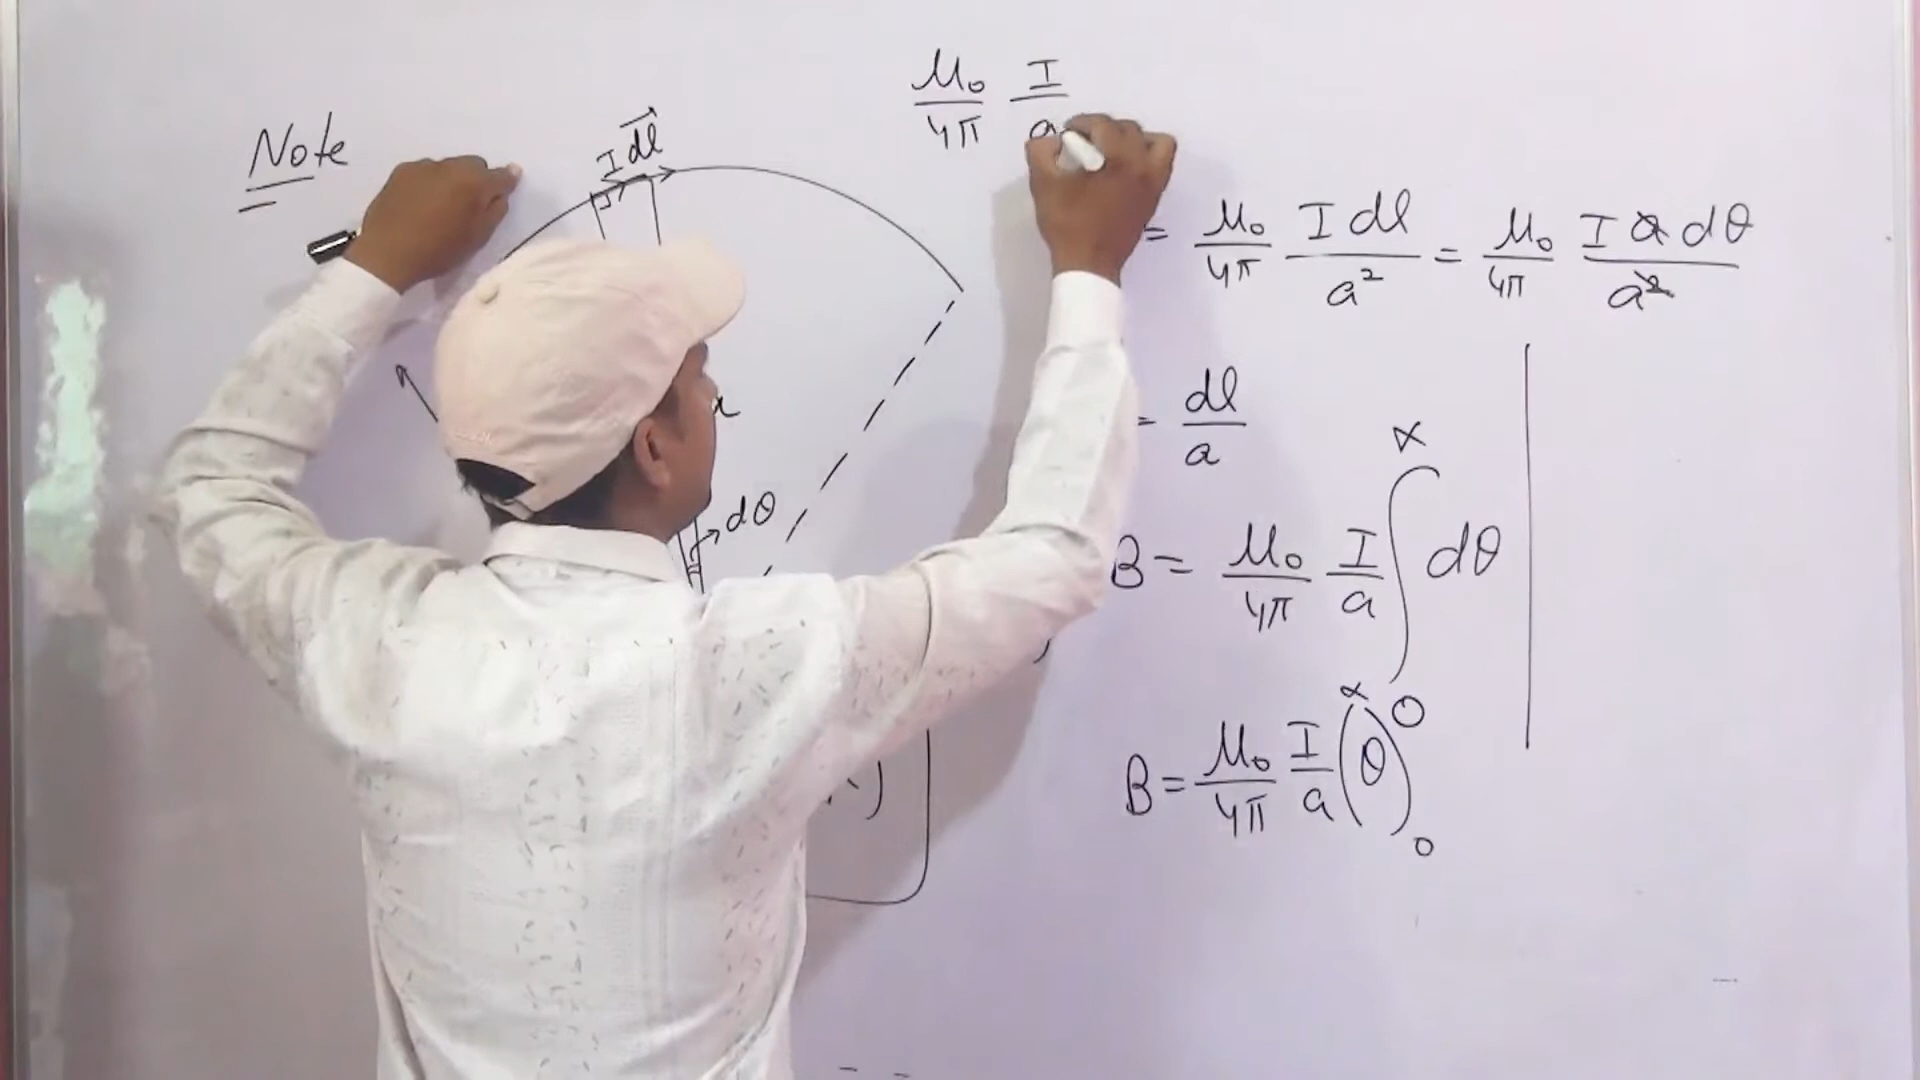 Note
I dl
dθ
μ₀/4π I/a
= μ₀/4π I dl/a² = μ₀/4π I a dθ/a²
= dl/a
B = μ₀/4π I/a ∫ α dθ
0
B = μ₀/4π I/a (θ) α 0